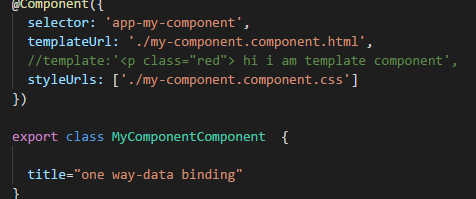 @Component({
selector: 'app-my-component',
templateUrl: './my-component.component.html',
//template:'<p class="red"> hi i am template component',
styleUrls: ['./my-component.component.css']
})
export class MyComponentComponent {
title="one way-data binding"
}